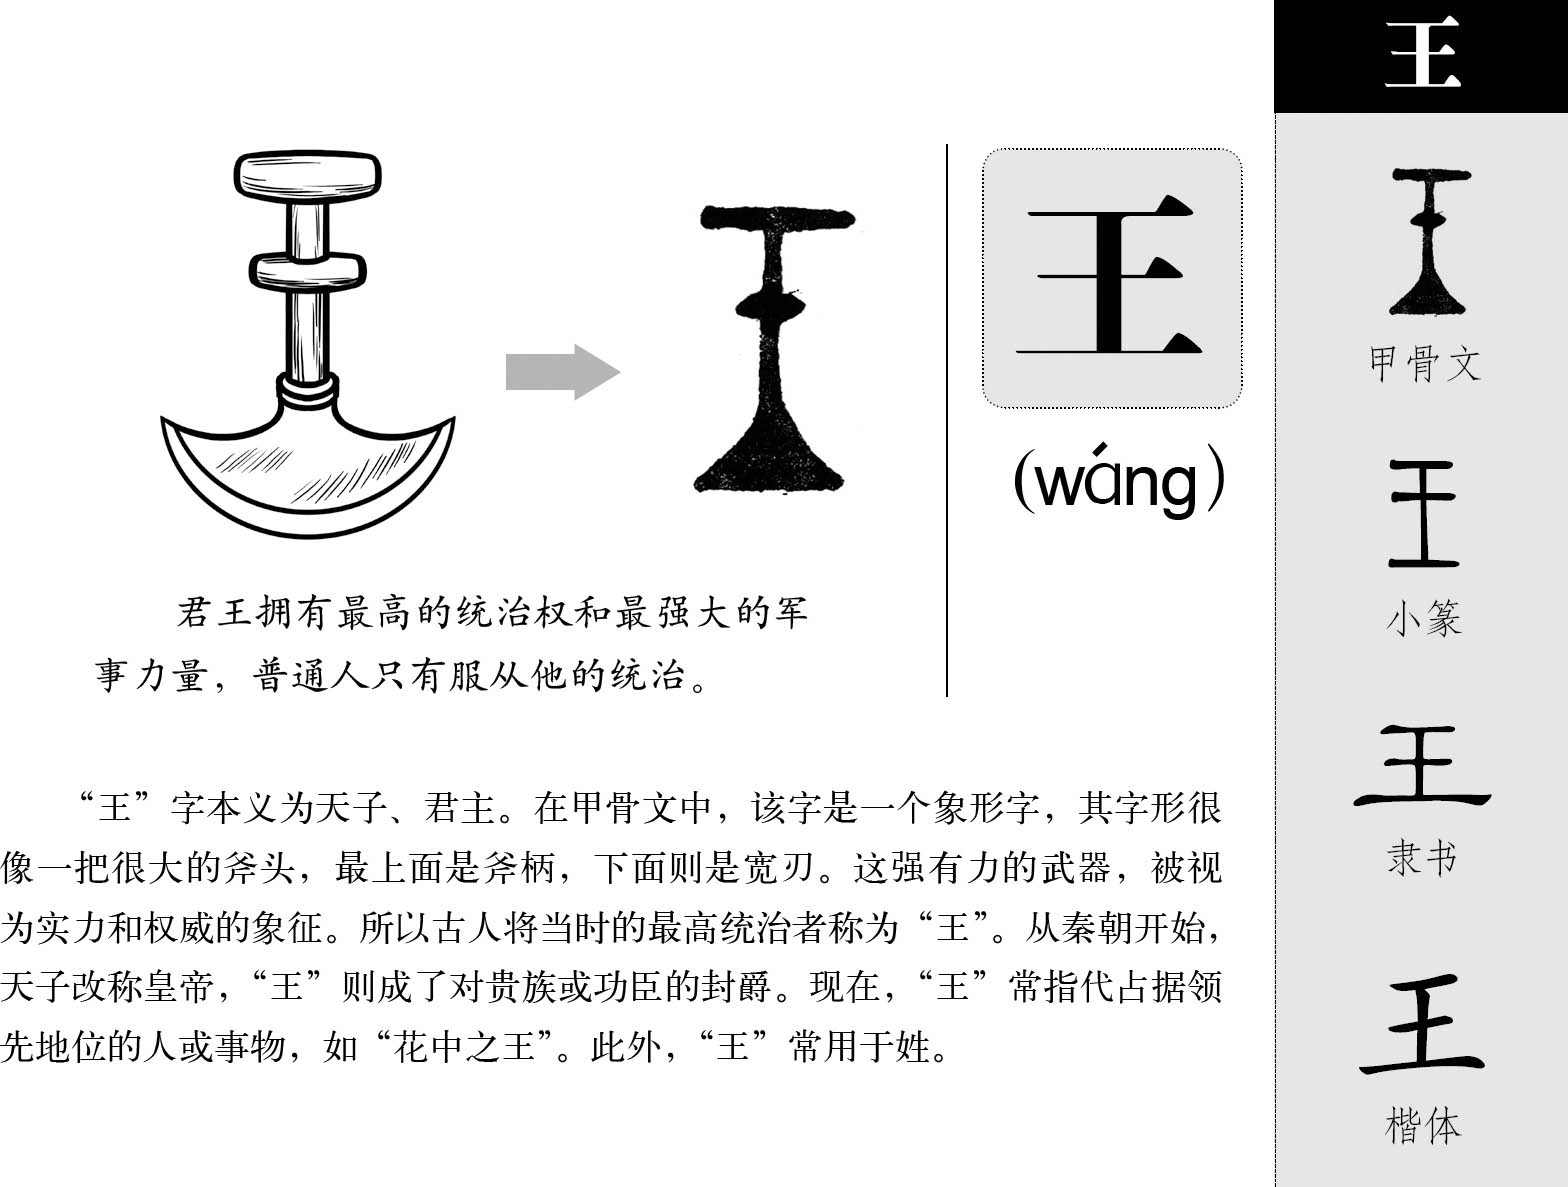 王
(wáng)
君王拥有最高的统治权和最强大的军
事力量，普通人只有服从他的统治。
“王”字本义为天子、君主。在甲骨文中，该字是一个象形字，其字形很
像一把很大的斧头，最上面是斧柄，下面则是宽刃。这强有力的武器，被视
为实力和权威的象征。所以古人将当时的最高统治者称为“王”。从秦朝开始，
天子改称皇帝，“王”则成了对贵族或功臣的封爵。现在，“王”常指代占据领
先地位的人或事物，如“花中之王”。此外，“王”常用于姓。
王
甲骨文
王
小篆
王
隶书
王
楷体